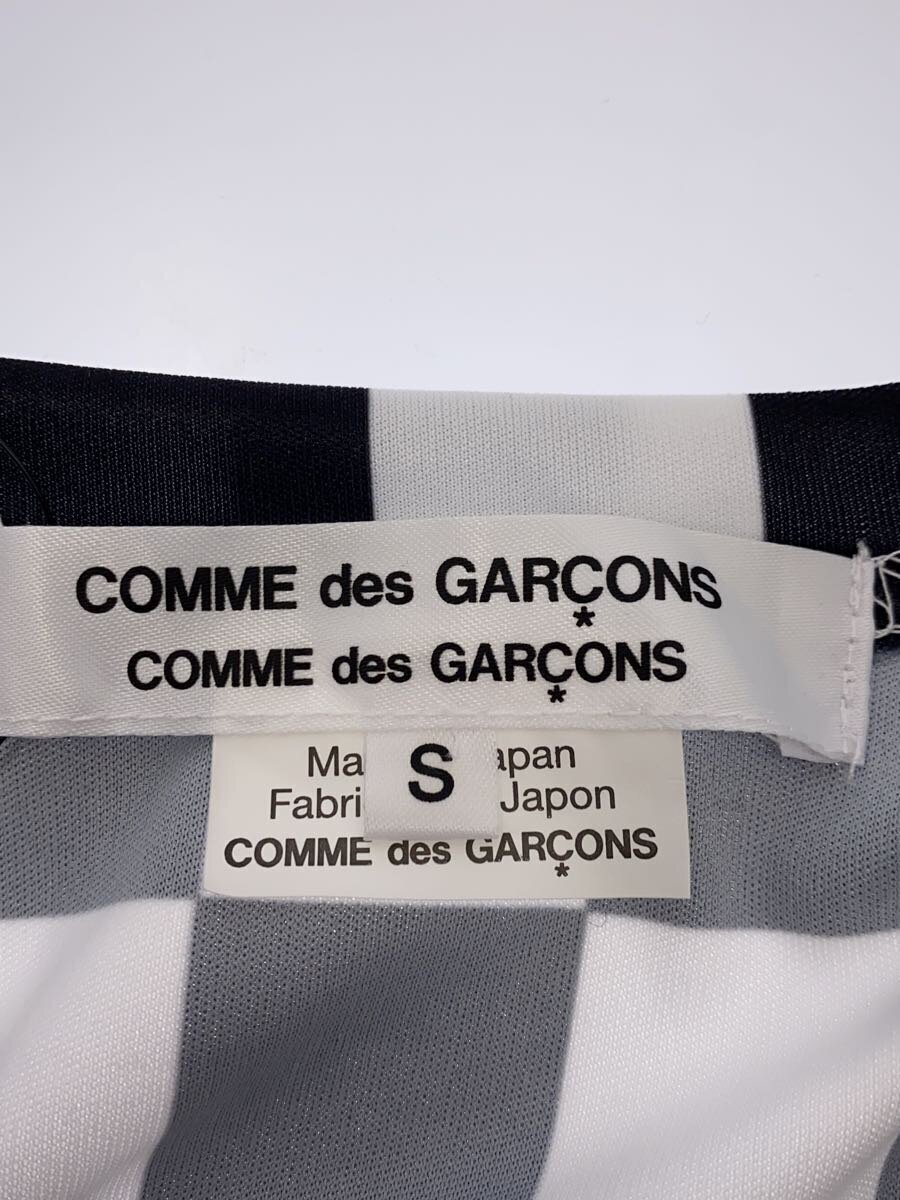 COMME des GARÇONS
*
COMME des GARÇONS
*
S
Ma apan
Fabri Japon
COMME des GARÇONS
*